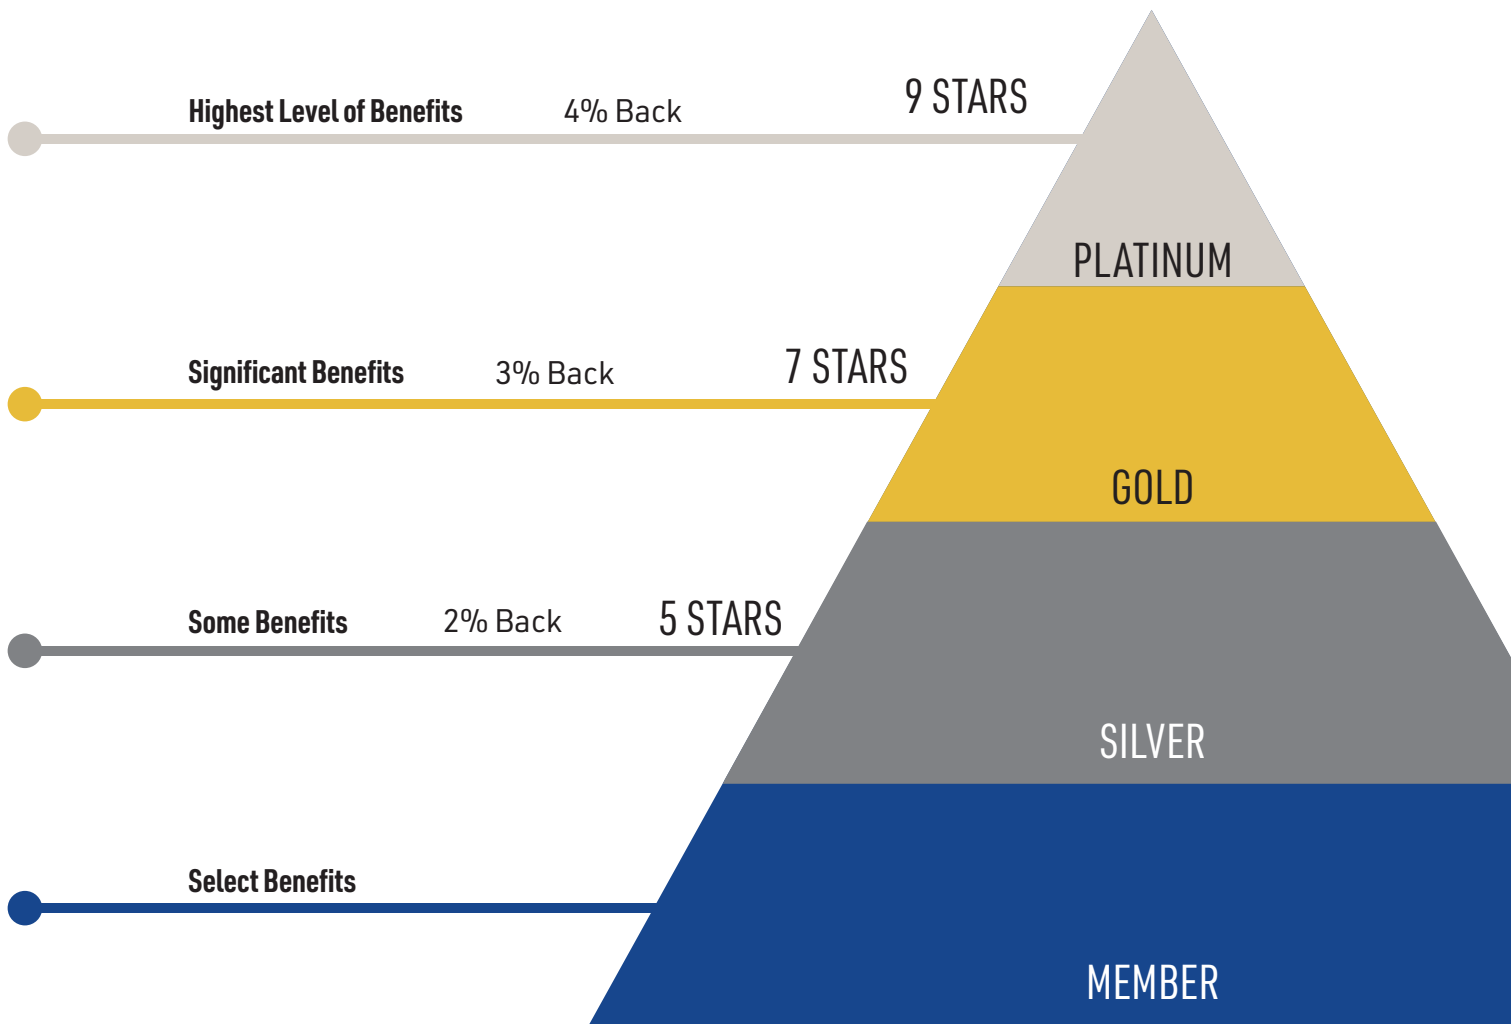 Highest Level of Benefits 4% Back 9 STARS
PLATINUM
Significant Benefits 3% Back 7 STARS
GOLD
Some Benefits 2% Back 5 STARS
SILVER
Select Benefits
MEMBER